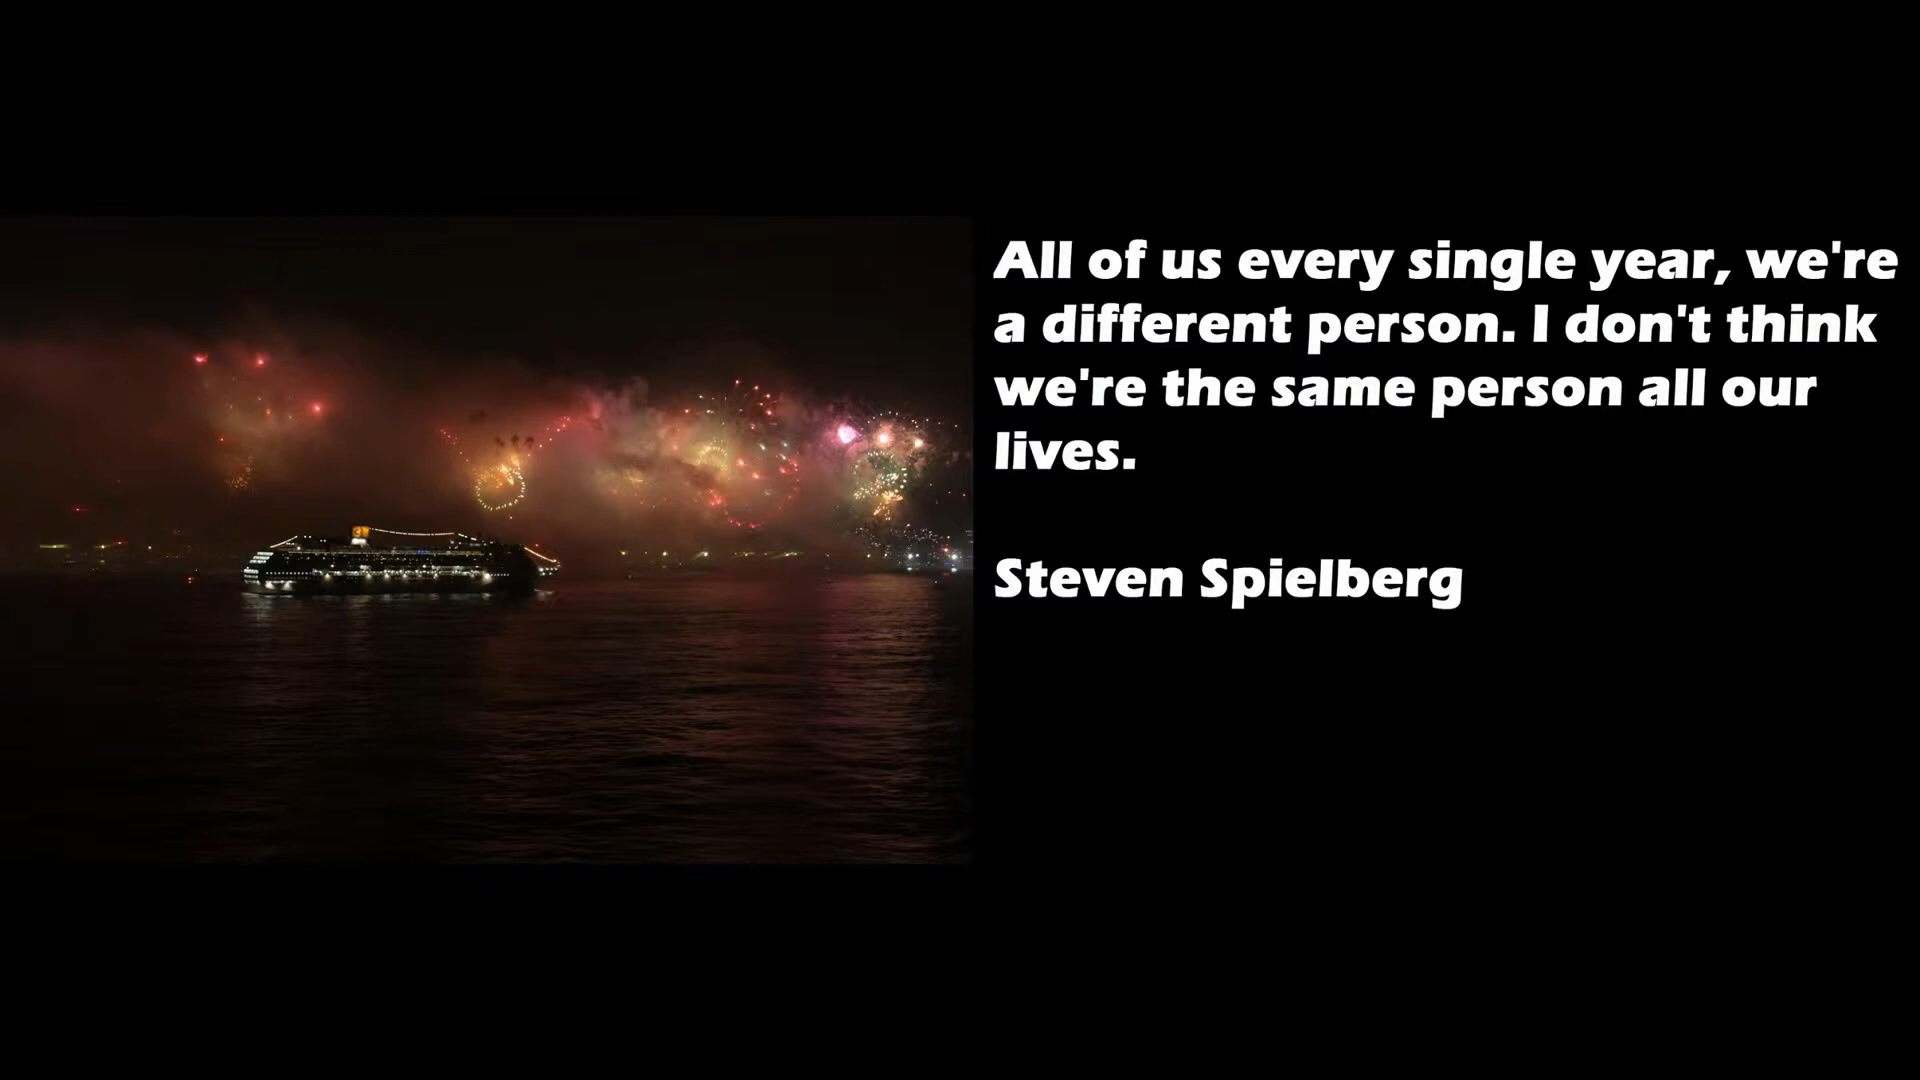 All of us every single year, we're
a different person. I don't think
we're the same person all our
lives.
Steven Spielberg